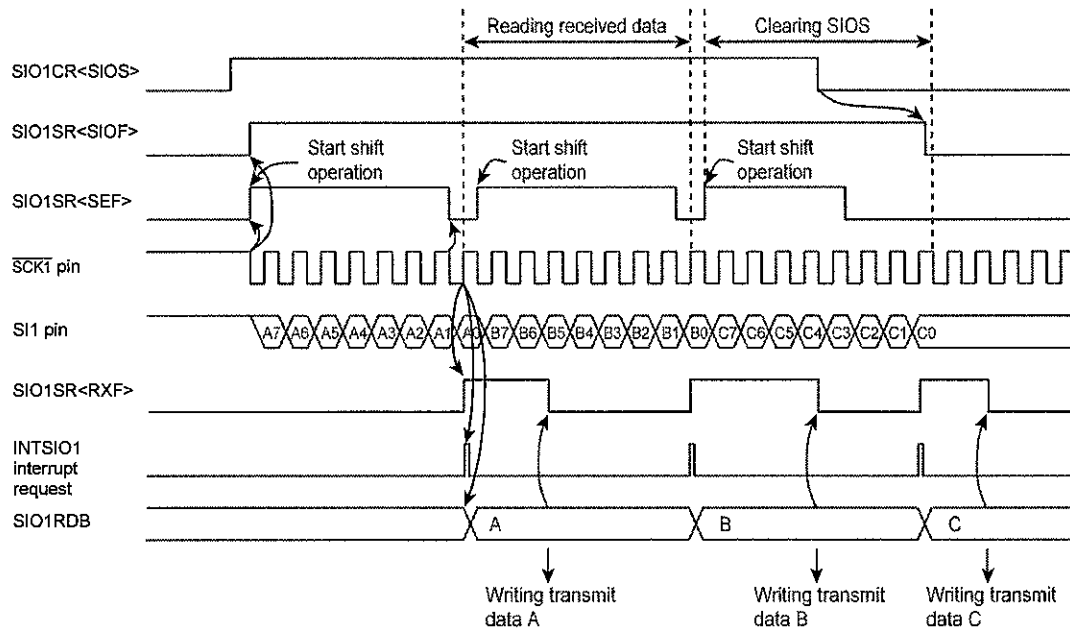 Reading received data
Clearing SIOS
SIO1CR<SIOS>
SIO1SR<SIOF>
Start shift
operation
Start shift
operation
Start shift
operation
SIO1SR<SEF>
SCK1 pin
SI1 pin
A7 A6 A5 A4 A3 A2 A1 A0 B7 B6 B5 B4 B3 B2 B1 B0 C7 C6 C5 C4 C3 C2 C1 C0
SIO1SR<RXF>
INTSIO1
interrupt
request
SIO1RDB
A
B
C
Writing transmit
data A
Writing transmit
data B
Writing transmit
data C